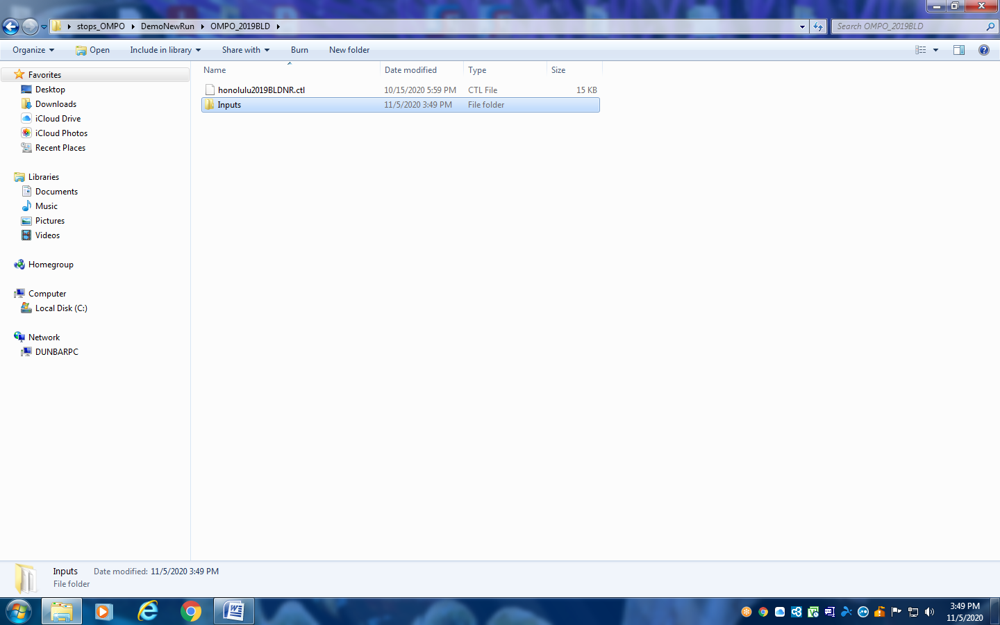 stops_OMPO DemoNewRun OMPO_2019BLD Search OMPO_2019BLD
Organize Open Include in library Share with Burn New folder
Name Date modified Type Size
honolulu2019BLDNR.ctl 10/15/2020 5:59 PM CTL File 15 KB
Inputs 11/5/2020 3:49 PM File folder
Favorites
Desktop
Downloads
iCloud Drive
iCloud Photos
Recent Places
Libraries
Documents
Music
Pictures
Videos
Homegroup
Computer
Local Disk (C:)
Network
DUNBARPC
Inputs Date modified: 11/5/2020 3:49 PM
File folder
3:49 PM
11/5/2020